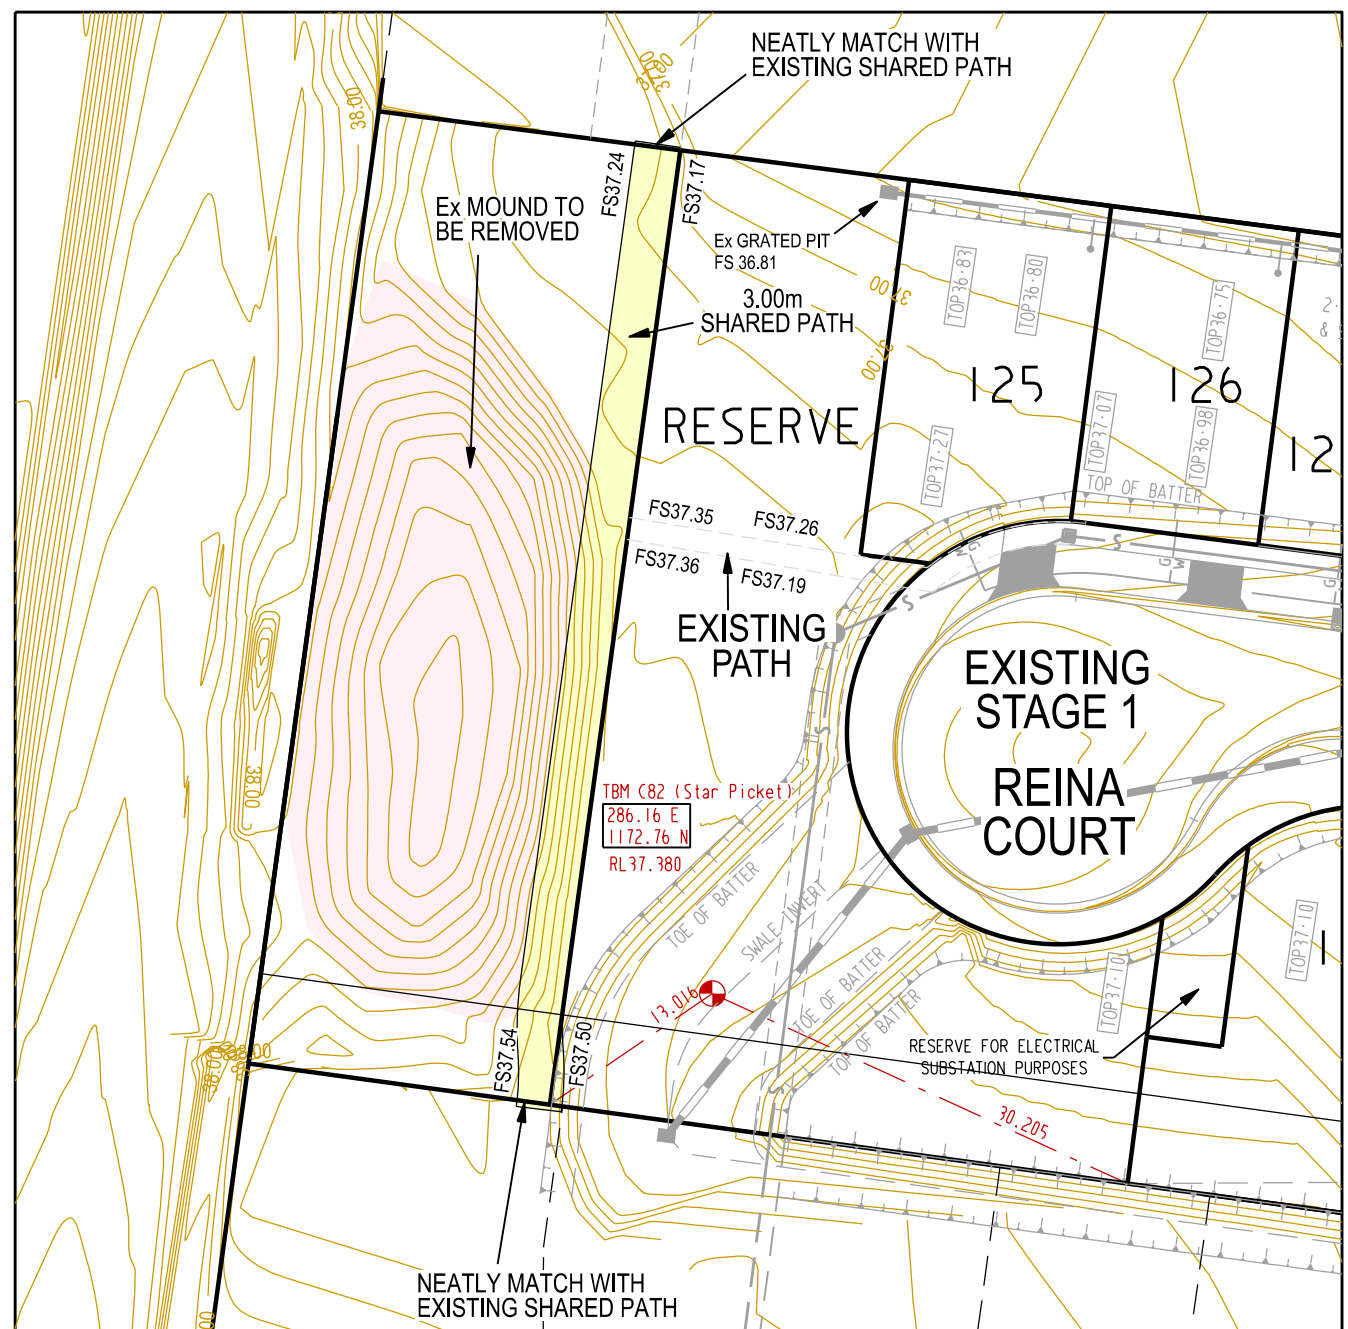 NEATLY MATCH WITH
EXISTING SHARED PATH
37.00
37.00
38.00
FS37.24
FS37.17
Ex MOUND TO
BE REMOVED
Ex GRATED PIT
FS 36.81
3.00m
SHARED PATH
37.00
37.00
TOP36.83
TOP36.80
TOP36.75
125
126
12
RESERVE
TOP37.27
TOP37.07
TOP36.98
TOP OF BATTER
FS37.35
FS37.26
FS37.36
FS37.19
EXISTING
PATH
S
S
S
S
G
W
G
W
G
EXISTING
STAGE 1
REINA
COURT
38.00
TBM C82 (Star Picket)
286.16 E
1172.76 N
RL37.380
TOE OF BATTER
SWALE INVERT
TOE OF BATTER
TOP OF BATTER
13.016
30.205
TOP37.10
TOP37.10
1
RESERVE FOR ELECTRICAL
SUBSTATION PURPOSES
38.00
38.00
FS37.54
FS37.50
NEATLY MATCH WITH
EXISTING SHARED PATH